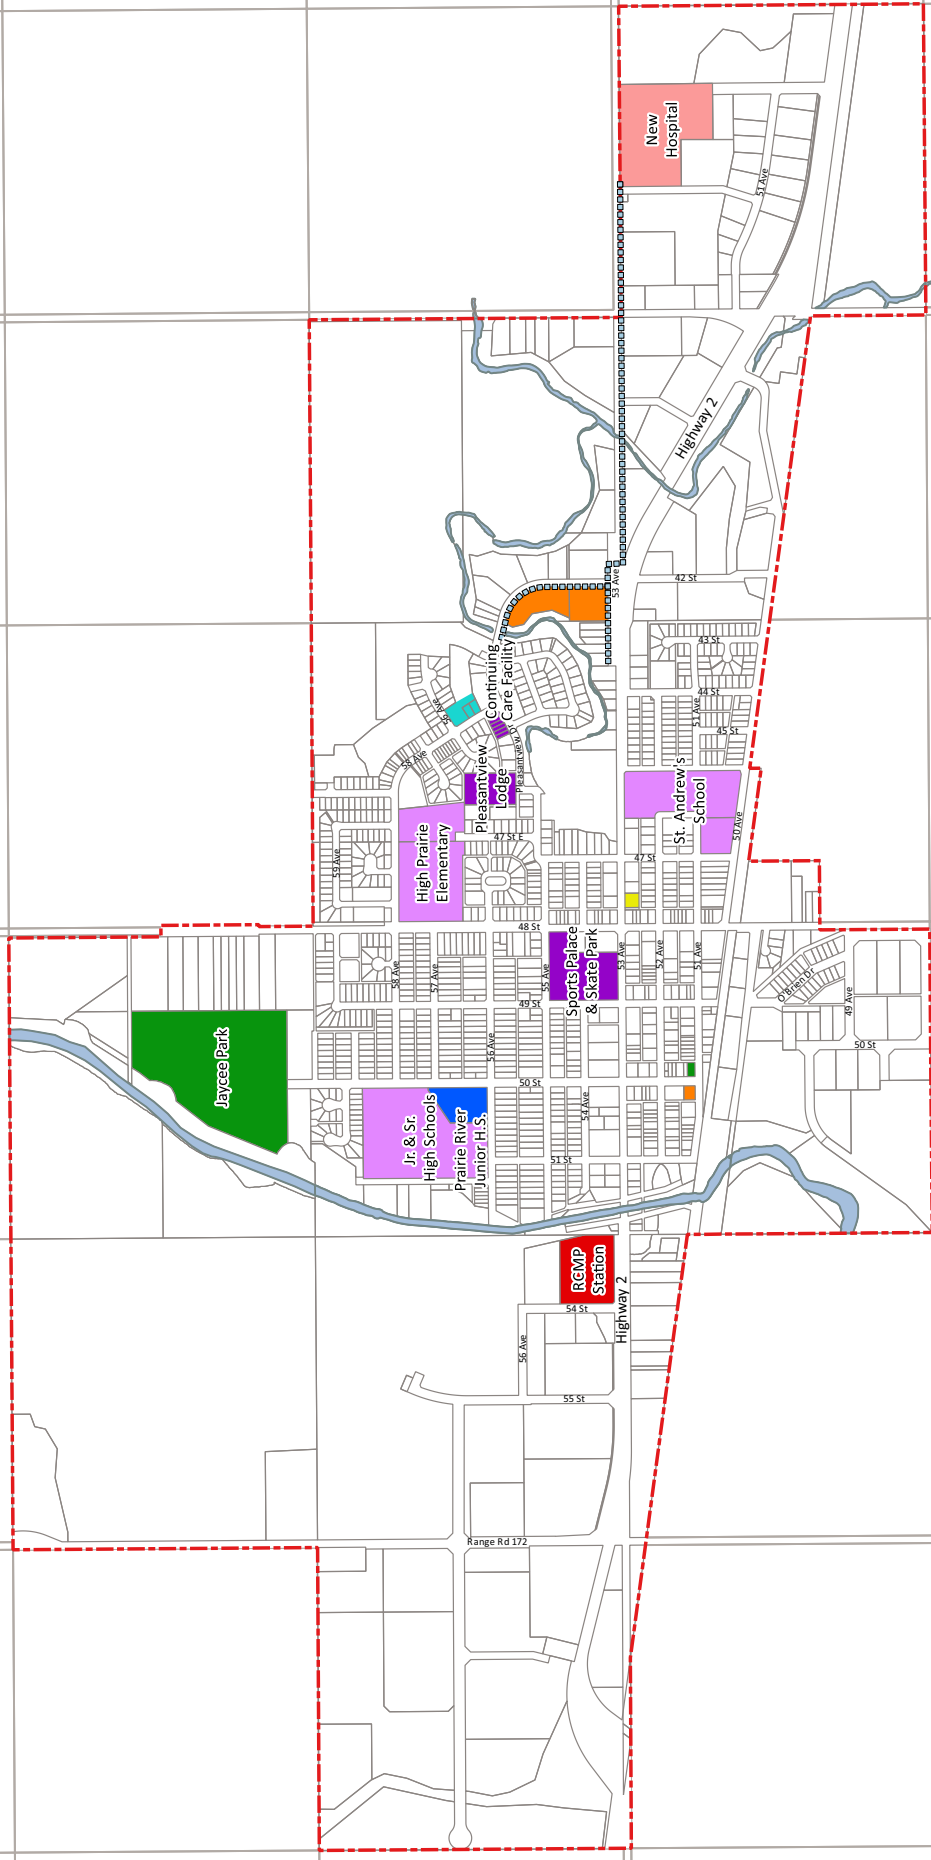 New
Hospital
51 Ave
Highway 2
42 St
53 Ave
43 St
Continuing
Care Facility
44 St
58 Ave
51 Ave
45 St
Pleasantview Dr
58 Ave
Pleasantview
Lodge
St. Andrew's
School
50 Ave
47 St E
High Prairie
Elementary
59 Ave
47 St
48 St
Sports Palace
& Skate Park
53 Ave
52 Ave
51 Ave
58 Ave
57 Ave
55 Ave
O'Brien Dr
49 Ave
49 St
Jaycee Park
56 Ave
50 St
50 St
54 Ave
Jr. & Sr.
High Schools
Prairie River
Junior H.S.
51 St
RCMP
Station
Highway 2
54 St
56 Ave
55 St
Range Rd 172